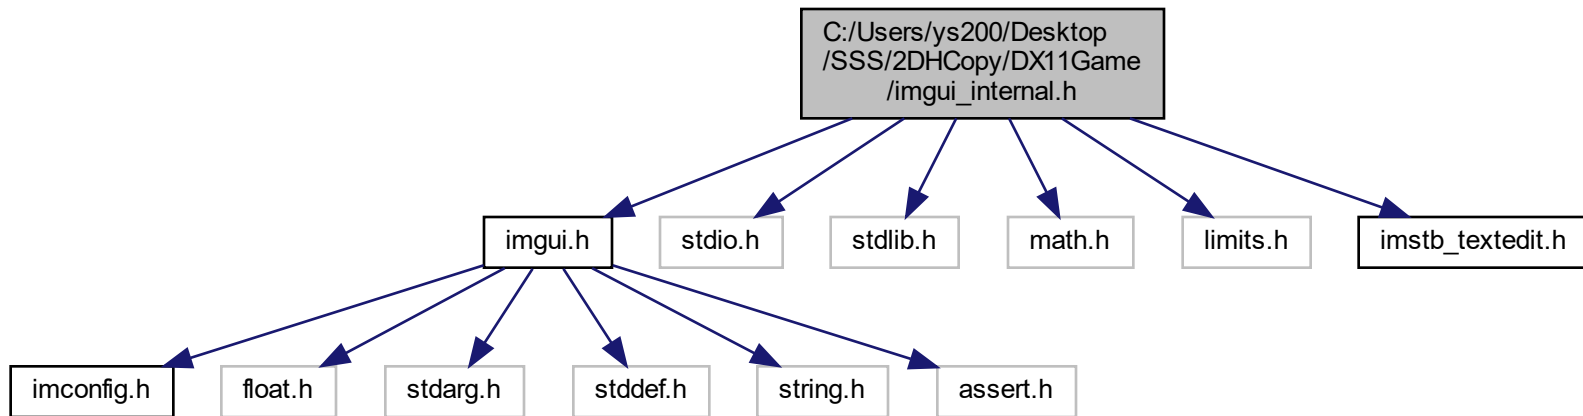 C:/Users/ys200/Desktop
/SSS/2DHCopy/DX11Game
/imgui_internal.h
imgui.h
stdio.h
stdlib.h
math.h
limits.h
imstb_textedit.h
imconfig.h
float.h
stdarg.h
stddef.h
string.h
assert.h